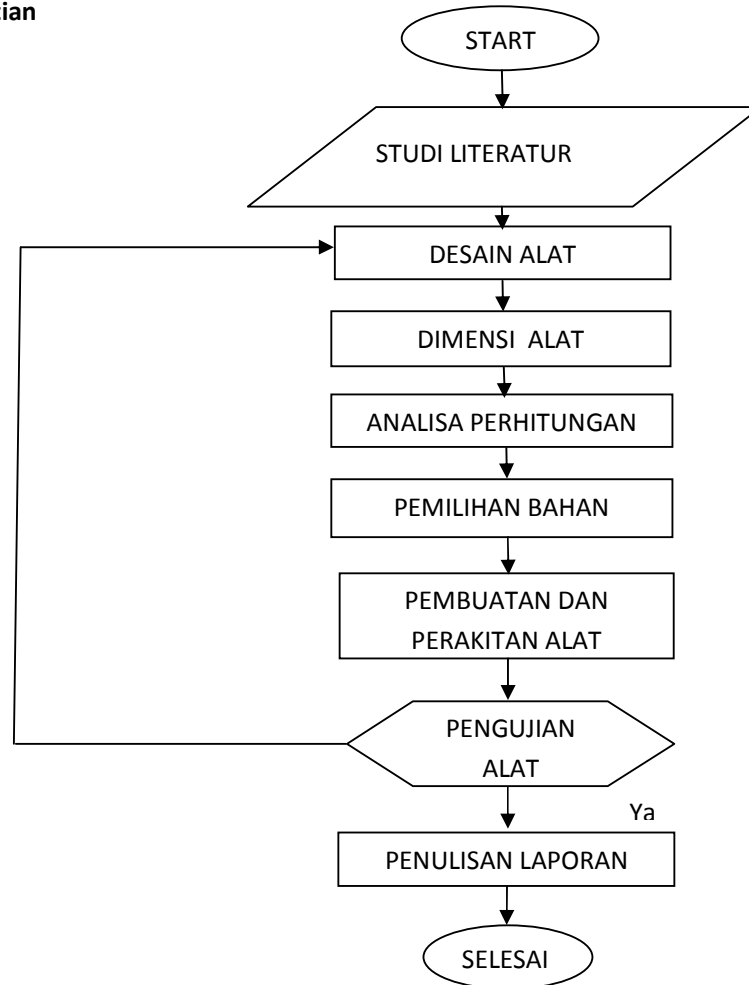 START
STUDI LITERATUR
DESAIN ALAT
DIMENSI ALAT
ANALISA PERHITUNGAN
PEMILIHAN BAHAN
PEMBUATAN DAN
PERAKITAN ALAT
PENGUJIAN
ALAT
Ya
PENULISAN LAPORAN
SELESAI